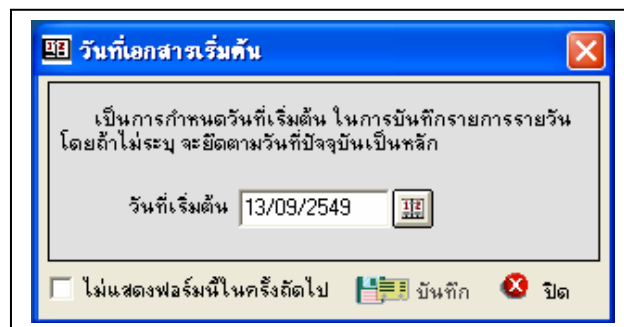 วันที่เอกสารเริ่มต้น
เป็นการกำหนดวันที่เริ่มต้น ในการบันทึกรายการรายวัน
โดยถ้าไม่ระบุ จะยึดตามวันที่ปัจจุบันเป็นหลัก
วันที่เริ่มต้น 13/09/2549
ไม่แสดงฟอร์มนี้ในครั้งถัดไป บันทึก ปิด